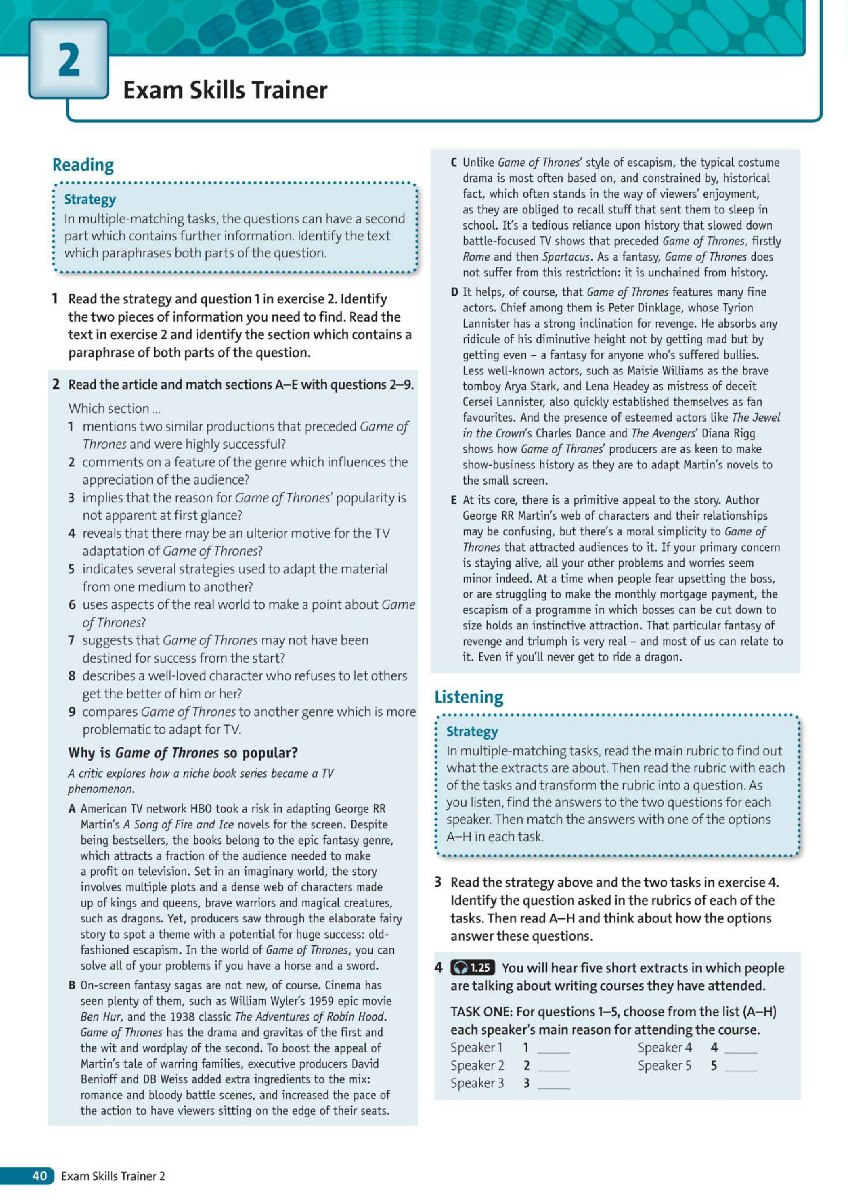 2
Exam Skills Trainer
Reading
Strategy
In multiple-matching tasks, the questions can have a second
part which contains further information. Identify the text
which paraphrases both parts of the question.
1 Read the strategy and question 1 in exercise 2. Identify
the two pieces of information you need to find. Read the
text in exercise 2 and identify the section which contains a
paraphrase of both parts of the question.
2 Read the article and match sections A–E with questions 2–9.
Which section ...
1 mentions two similar productions that preceded Game of
Thrones and were highly successful?
2 comments on a feature of the genre which influences the
appreciation of the audience?
3 implies that the reason for Game of Thrones' popularity is
not apparent at first glance?
4 reveals that there may be an ulterior motive for the TV
adaptation of Game of Thrones?
5 indicates several strategies used to adapt the material
from one medium to another?
6 uses aspects of the real world to make a point about Game
of Thrones?
7 suggests that Game of Thrones may not have been
destined for success from the start?
8 describes a well-loved character who refuses to let others
get the better of him or her?
9 compares Game of Thrones to another genre which is more
problematic to adapt for TV.
Why is Game of Thrones so popular?
A critic explores how a niche book series became a TV
phenomenon.
A American TV network HBO took a risk in adapting George RR
Martin's A Song of Fire and Ice novels for the screen. Despite
being bestsellers, the books belong to the epic fantasy genre,
which attracts a fraction of the audience needed to make
a profit on television. Set in an imaginary world, the story
involves multiple plots and a dense web of characters made
up of kings and queens, brave warriors and magical creatures,
such as dragons. Yet, producers saw through the elaborate fairy
story to spot a theme with a potential for huge success: old-
fashioned escapism. In the world of Game of Thrones, you can
solve all of your problems if you have a horse and a sword.
B On-screen fantasy sagas are not new, of course. Cinema has
seen plenty of them, such as William Wyler's 1959 epic movie
Ben Hur, and the 1938 classic The Adventures of Robin Hood.
Game of Thrones has the drama and gravitas of the first and
the wit and wordplay of the second. To boost the appeal of
Martin's tale of warring families, executive producers David
Benioff and DB Weiss added extra ingredients to the mix:
romance and bloody battle scenes, and increased the pace of
the action to have viewers sitting on the edge of their seats.
C Unlike Game of Thrones' style of escapism, the typical costume
drama is most often based on, and constrained by, historical
fact, which often stands in the way of viewers' enjoyment,
as they are obliged to recall stuff that sent them to sleep in
school. It's a tedious reliance upon history that slowed down
battle-focused TV shows that preceded Game of Thrones, firstly
Rome and then Spartacus. As a fantasy, Game of Thrones does
not suffer from this restriction: it is unchained from history.
D It helps, of course, that Game of Thrones features many fine
actors. Chief among them is Peter Dinklage, whose Tyrion
Lannister has a strong inclination for revenge. He absorbs any
ridicule of his diminutive height not by getting mad but by
getting even – a fantasy for anyone who's suffered bullies.
Less well-known actors, such as Maisie Williams as the brave
tomboy Arya Stark, and Lena Headey as mistress of deceit
Cersei Lannister, also quickly established themselves as fan
favourites. And the presence of esteemed actors like The Jewel
in the Crown's Charles Dance and The Avengers' Diana Rigg
shows how Game of Thrones' producers are as keen to make
show-business history as they are to adapt Martin's novels to
the small screen.
E At its core, there is a primitive appeal to the story. Author
George RR Martin's web of characters and their relationships
may be confusing, but there's a moral simplicity to Game of
Thrones that attracted audiences to it. If your primary concern
is staying alive, all your other problems and worries seem
minor indeed. At a time when people fear upsetting the boss,
or are struggling to make the monthly mortgage payment, the
escapism of a programme in which bosses can be cut down to
size holds an instinctive attraction. That particular fantasy of
revenge and triumph is very real – and most of us can relate to
it. Even if you'll never get to ride a dragon.
Listening
Strategy
In multiple-matching tasks, read the main rubric to find out
what the extracts are about. Then read the rubric with each
of the tasks and transform the rubric into a question. As
you listen, find the answers to the two questions for each
speaker. Then match the answers with one of the options
A–H in each task.
3 Read the strategy above and the two tasks in exercise 4.
Identify the question asked in the rubrics of each of the
tasks. Then read A–H and think about how the options
answer these questions.
4 1.25 You will hear five short extracts in which people
are talking about writing courses they have attended.
TASK ONE: For questions 1–5, choose from the list (A–H)
each speaker's main reason for attending the course.
Speaker 1 1 _____ Speaker 4 4 _____
Speaker 2 2 _____ Speaker 5 5 _____
Speaker 3 3 _____
40 Exam Skills Trainer 2